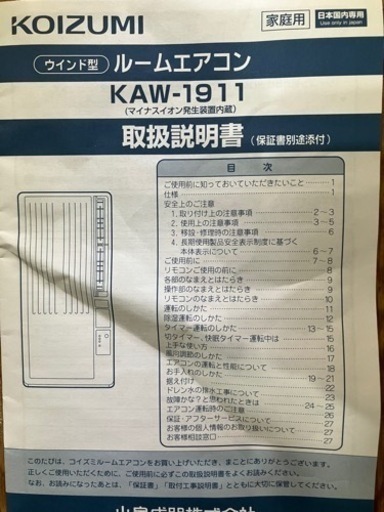 KOIZUMI
家庭用
日本国内専用
Use only in Japan
ウインド型 ルームエアコン
KAW-1911
(マイナスイオン発生装置内蔵)
取扱説明書 (保証書別途添付)
目 次
ご使用前に知っておいていただきたいこと 1
仕様 1
安全上のご注意
1. 取り付け上の注意事項 2～3
2. 使用上の注意事項 3～5
3. 移設・修理時の注意事項 6
4. 長期使用製品安全表示制度に基づく
本体表示について 6～7
ご使用前に 7～8
リモコンご使用の前に 8
各部のなまえとはたらき 9
操作部のなまえとはたらき 10
リモコンのなまえとはたらき 10
運転のしかた 11
除湿運転のしかた 12
タイマー運転のしかた 13～15
切タイマー、快眠タイマー運転中は 15
上手な使い方 16
風向調節のしかた 17
エアコンの運転と性能について 18
お手入れのしかた 19～21
据え付け
ドレン水の排水工事について
故障かな？と思われたときは 24～25
エアコン運転時のご注意 26
保証・アフターサービスについて 27
お客様の個人情報のお取り扱いについて 27
お客様相談窓口 27
このたびは、コイズミルームエアコンをお買い上げいただき、まことにありがとうございます。
正しくご使用いただくために、ご使用前に必ずこの取扱説明書をよくお読みください。
なお、お読みになったあとは、「保証書」「取付工事説明書」とともに大切に保管してください。
小泉成器株式会社